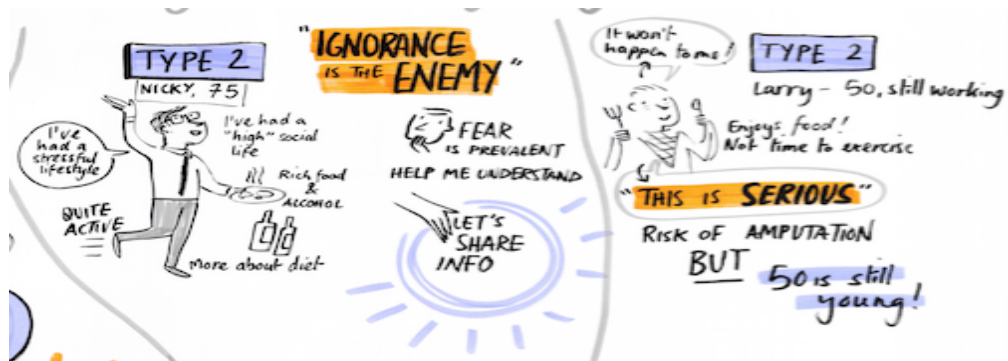 TYPE 2
NICKY, 75
I've
had a
stressful
lifestyle
I've had a
"high" social
life
Rich food
&
ALCOHOL
QUITE
ACTIVE
More about diet
"IGNORANCE
IS THE ENEMY"
FEAR
IS PREVALENT
HELP ME UNDERSTAND
LET'S
SHARE
INFO
It won't
happen to me!
TYPE 2
Larry - 50, still working
Enjoys food!
Not time to exercise
"THIS IS SERIOUS"
RISK OF AMPUTATION
BUT
50 is still
young!